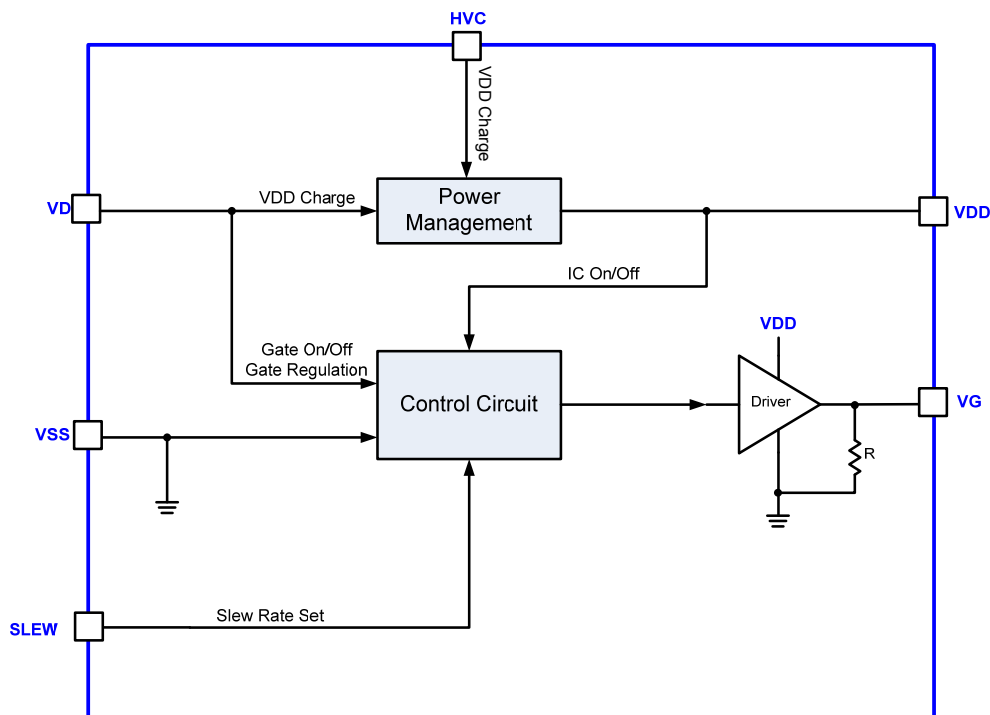 HVC
VDD Charge
VD
VDD Charge
Power
Management
VDD
IC On/Off
VDD
Gate On/Off
Gate Regulation
Control Circuit
Driver
VG
VSS
R
SLEW
Slew Rate Set